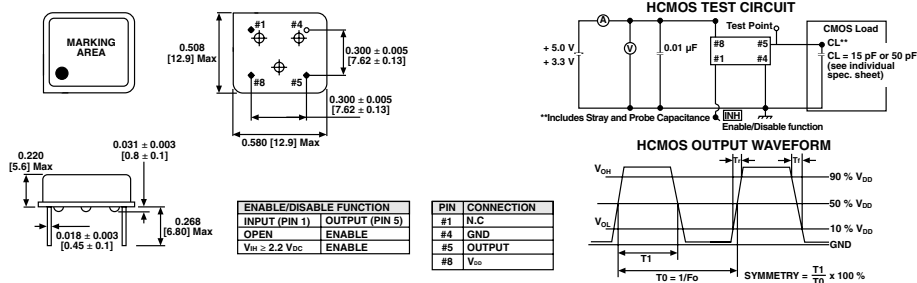 MARKING
AREA
0.508
[12.9] Max
#1
#4
#8
#5
0.300 ± 0.005
[7.62 ± 0.13]
0.300 ± 0.005
[7.62 ± 0.13]
0.580 [12.9] Max
0.220
[5.6] Max
0.031 ± 0.003
[0.8 ± 0.1]
0.018 ± 0.003
[0.45 ± 0.1]
0.268
[6.80] Max
ENABLE/DISABLE FUNCTION
INPUT (PIN 1) OUTPUT (PIN 5)
OPEN ENABLE
VIH ≥ 2.2 VDC ENABLE
PIN CONNECTION
#1 N.C
#4 GND
#5 OUTPUT
#8 VDD
HCMOS TEST CIRCUIT
A
V
+ 5.0 V
+ 3.3 V
0.01 µF
Test Point
#8 #5
#1 #4
CMOS Load
CL**
CL = 15 pF or 50 pF
(see individual
spec. sheet)
**Includes Stray and Probe Capacitance
INH
Enable/Disable function
HCMOS OUTPUT WAVEFORM
Tr
Tf
VOH
90 % VDD
50 % VDD
VOL
10 % VDD
GND
T1
T0 = 1/Fo
SYMMETRY = T1/T0 x 100 %